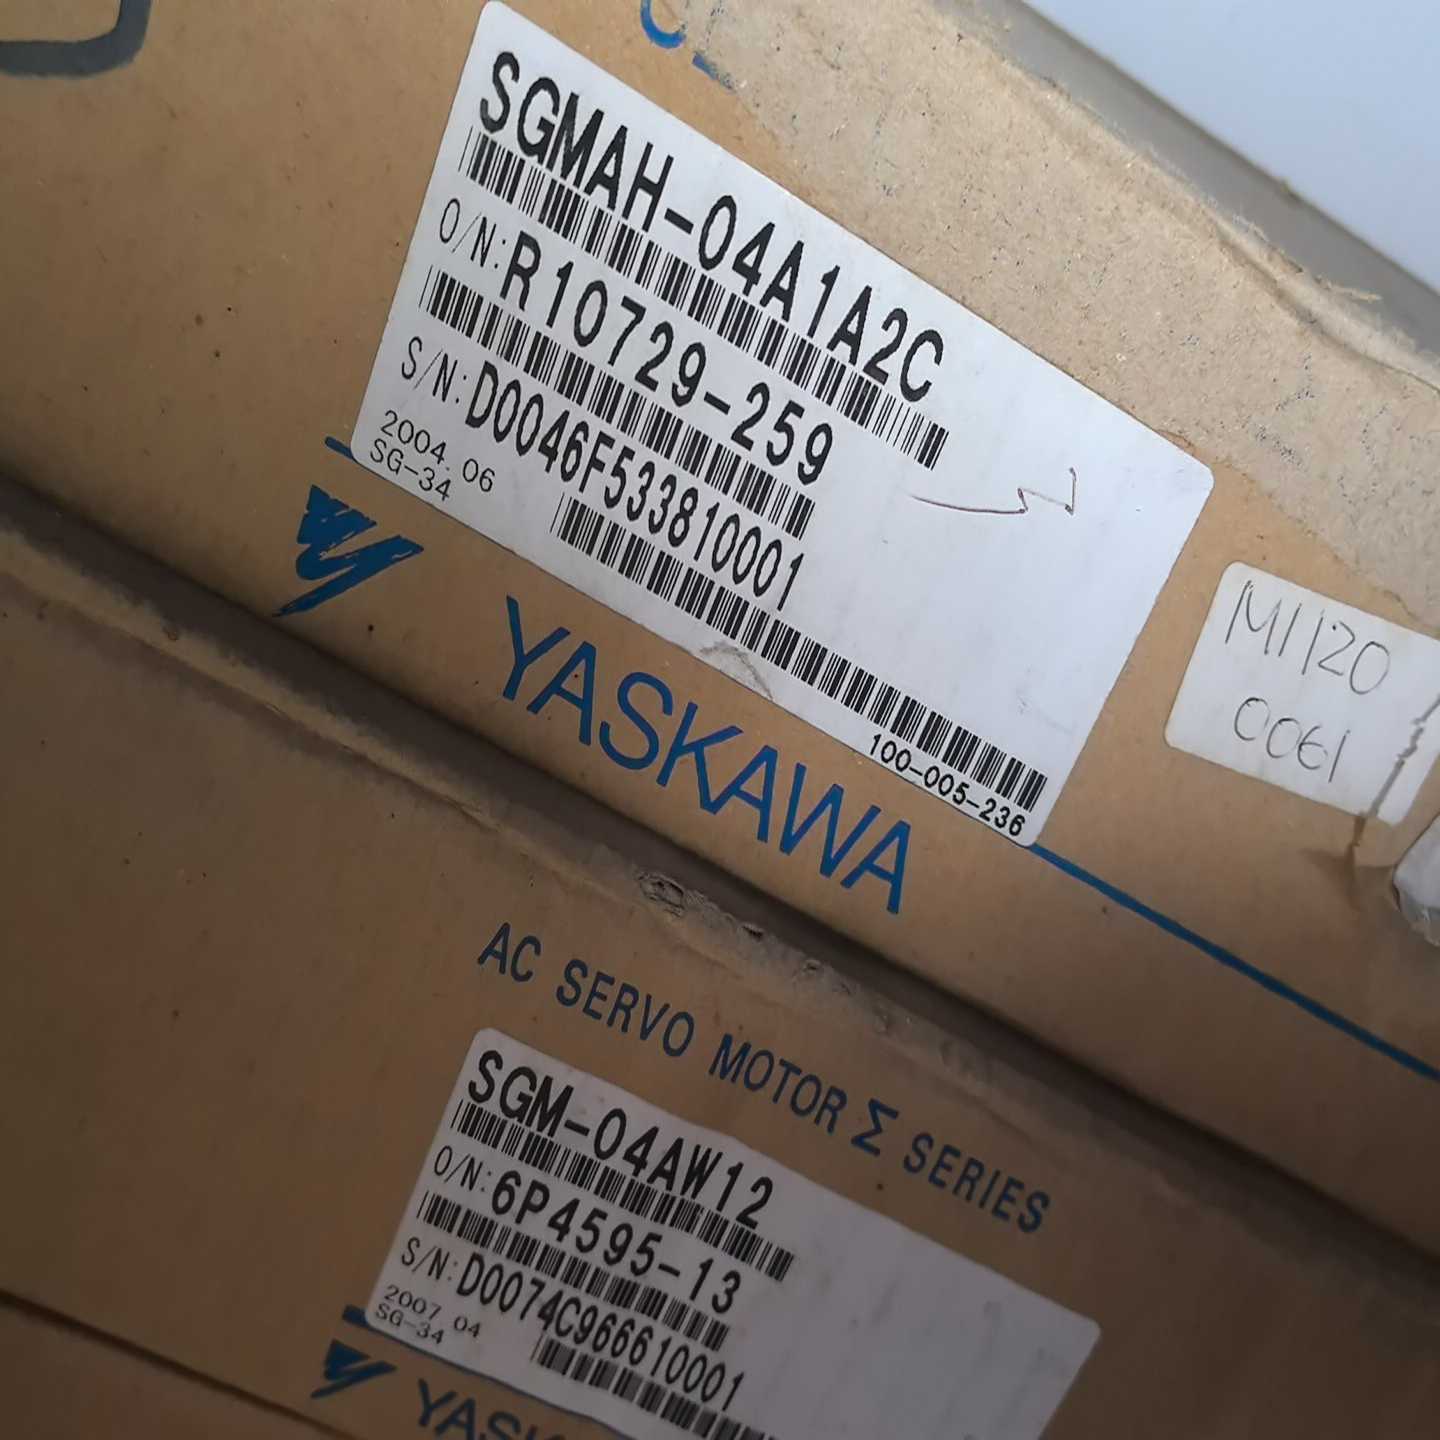 SGMAH-04A1A2C
O/N: R10729-259
S/N: D0046F533810001
2004. 06
SG-34
100-005-236
YASKAWA
M1120
0061
AC SERVO MOTOR Σ SERIES
SGM-04AW12
O/N: 6P4595-13
S/N: D0074C966610001
2007. 04
SG-34